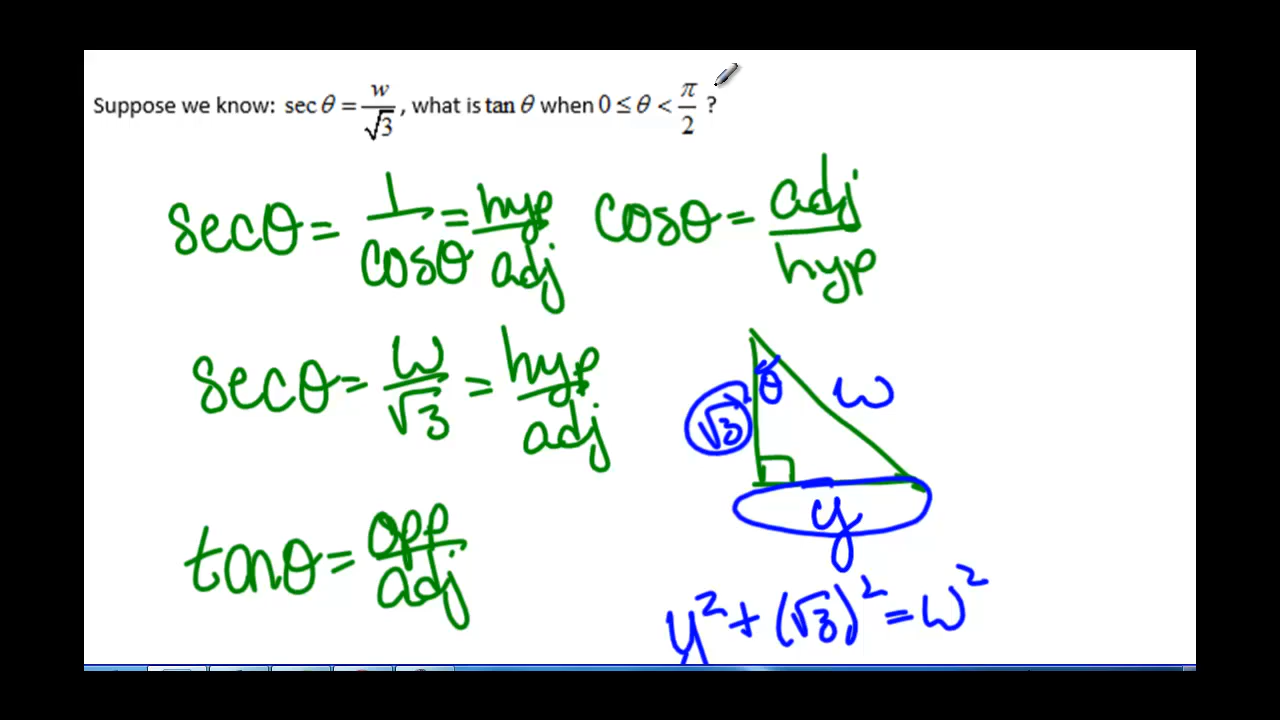 Suppose we know: sec θ = w/√3, what is tan θ when 0 ≤ θ < π/2 ?
secθ = 1/cosθ = hyp/adj cosθ = adj/hyp
secθ = w/√3 = hyp/adj
θ w
√3
y
tanθ = opp/adj
y² + (√3)² = w²